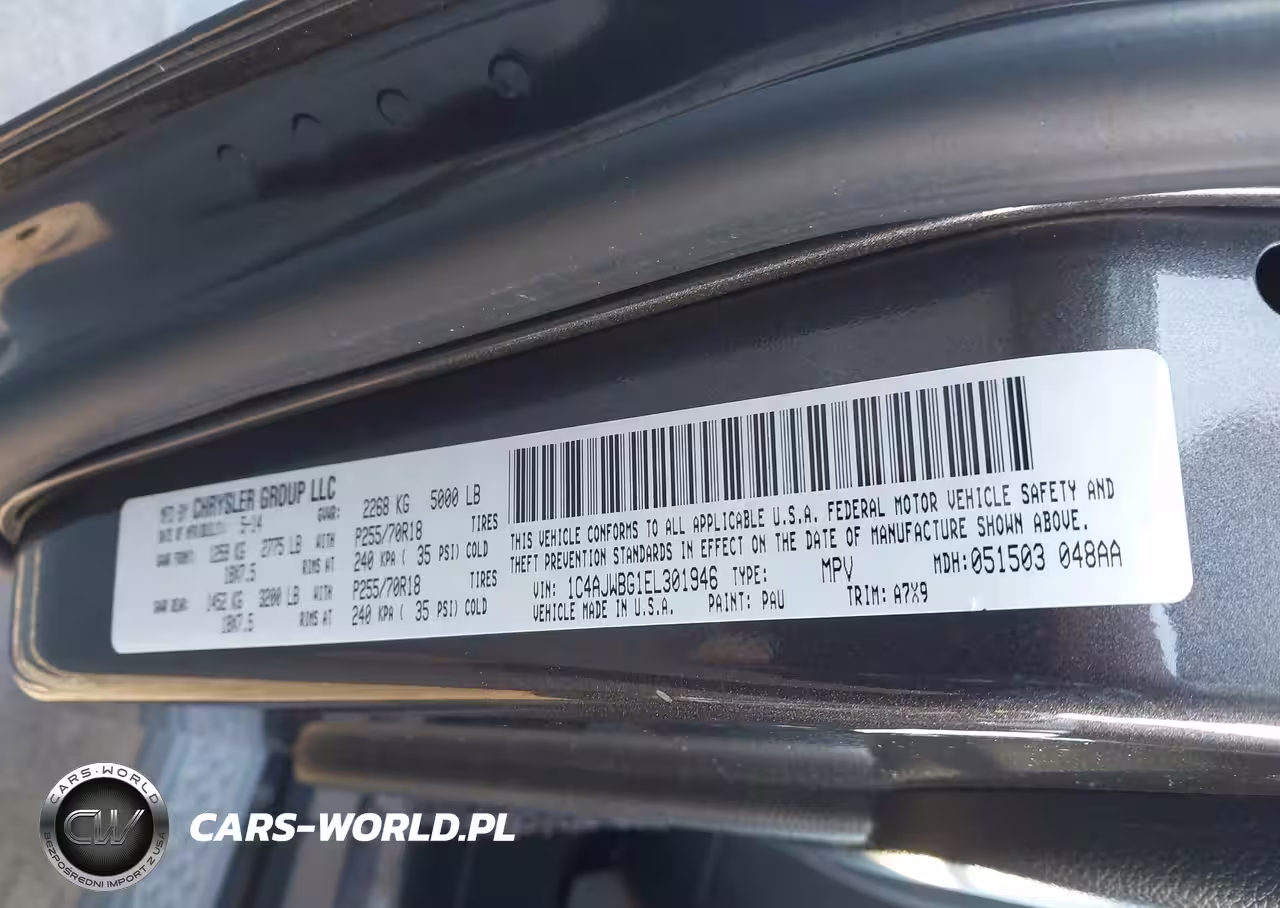 MFD BY CHRYSLER GROUP LLC
DATE OF MFR: 5-14 GVWR: 2268 KG 5000 LB
GAWR FRONT: 1259 KG 2775 LB WITH P255/70R18 TIRES
18X7.5 RIMS AT 240 KPA ( 35 PSI) COLD
GAWR REAR: 1452 KG 3200 LB WITH P255/70R18 TIRES
18X7.5 RIMS AT 240 KPA ( 35 PSI) COLD
THIS VEHICLE CONFORMS TO ALL APPLICABLE U.S.A. FEDERAL MOTOR VEHICLE SAFETY AND
THEFT PREVENTION STANDARDS IN EFFECT ON THE DATE OF MANUFACTURE SHOWN ABOVE.
VIN: 1C4AJWBG1EL301946 TYPE: MPV MDH: 051503 048AA
VEHICLE MADE IN U.S.A. PAINT: PAU TRIM: A7X9
CARS-WORLD
CW
BEZPOŚREDNI IMPORT Z USA
CARS-WORLD.PL